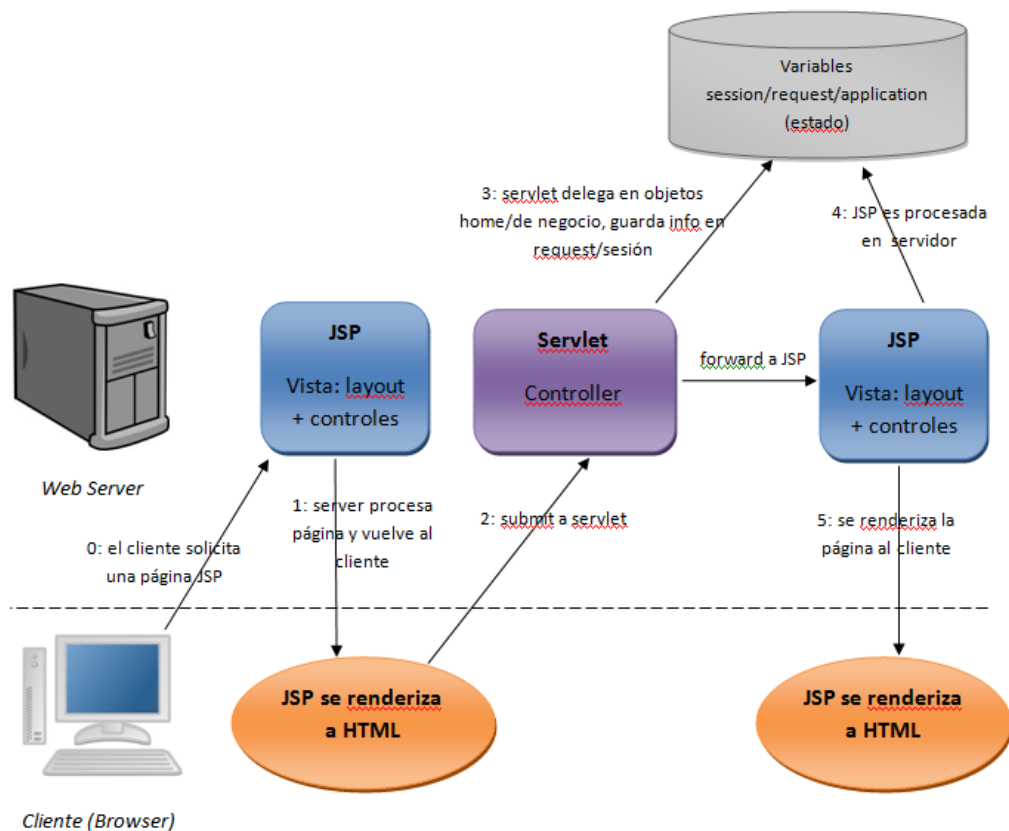 Variables
session/request/application
(estado)
3: servlet delega en objetos
home/de negocio, guarda info en
request/sesión
4: JSP es procesada
en servidor
JSP
Vista: layout
+ controles
Servlet
Controller
forward a JSP
JSP
Vista: layout
+ controles
Web Server
0: el cliente solicita
una página JSP
1: server procesa
página y vuelve al
cliente
2: submit a servlet
5: se renderiza la
página al cliente
JSP se renderiza
a HTML
JSP se renderiza
a HTML
Cliente (Browser)